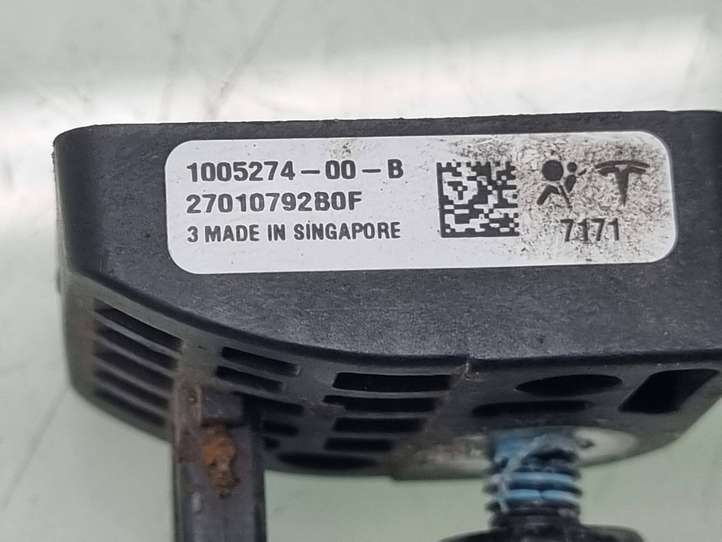 1005274-00-B
27010792B0F
3 MADE IN SINGAPORE
7171